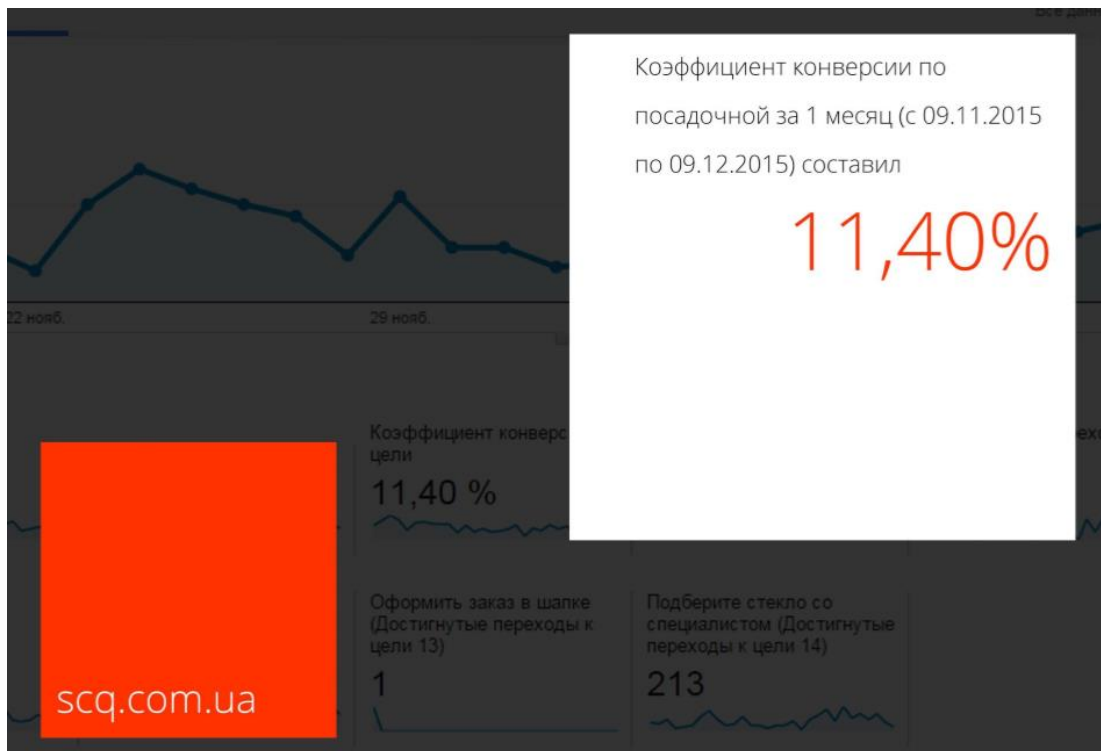 Все данн
Коэффициент конверсии по
посадочной за 1 месяц (с 09.11.2015
по 09.12.2015) составил
11,40%
22 нояб.
29 нояб.
Коэффициент конверс
цели
11,40 %
Оформить заказ в шапке
(Достигнутые переходы к
цели 13)
1
Подберите стекло со
специалистом (Достигнутые
переходы к цели 14)
213
scq.com.ua